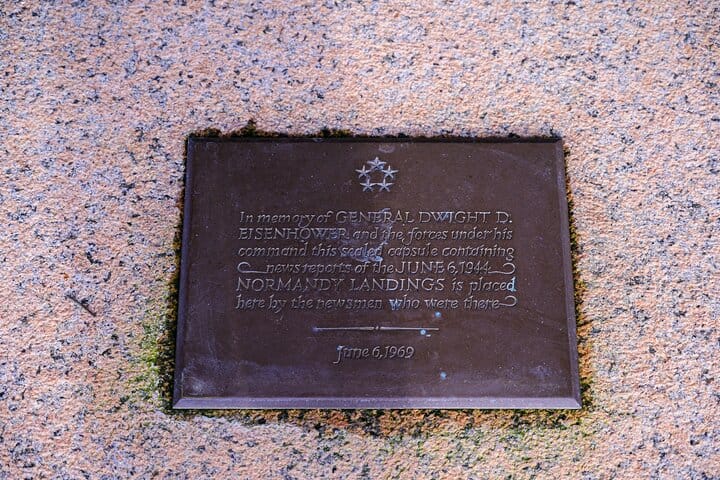 In memory of GENERAL DWIGHT D.
EISENHOWER and the forces under his
command this sealed capsule containing
news reports of the JUNE 6, 1944
NORMANDY LANDINGS is placed
here by the newsmen who were there
June 6, 1969